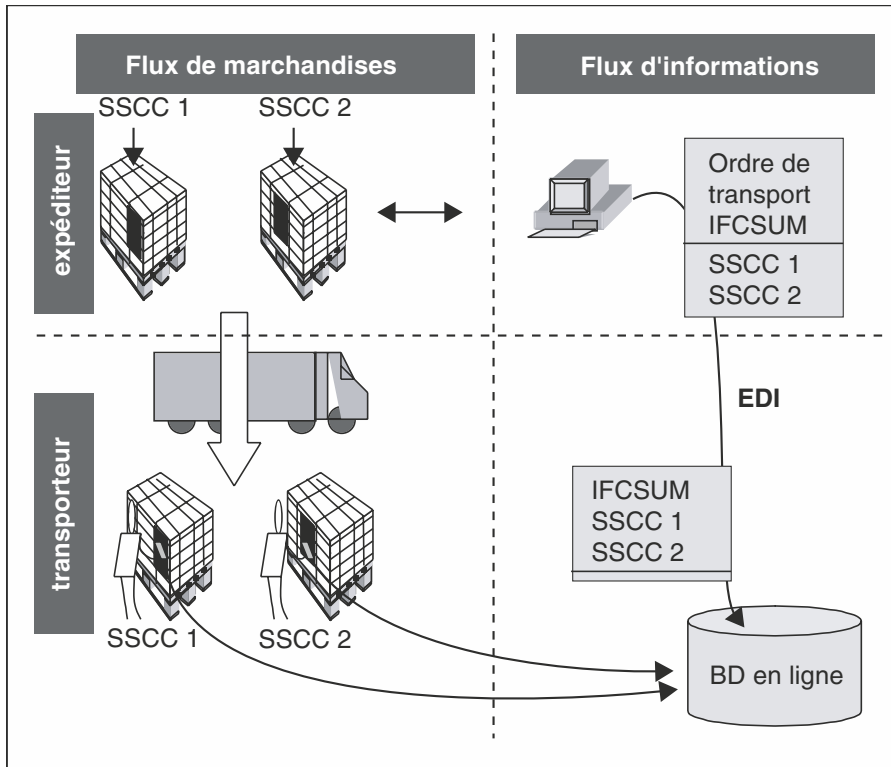 Flux de marchandises
Flux d'informations
expéditeur
SSCC 1
SSCC 2
Ordre de
transport
IFCSUM
SSCC 1
SSCC 2
transporteur
EDI
IFCSUM
SSCC 1
SSCC 2
SSCC 1
SSCC 2
BD en ligne